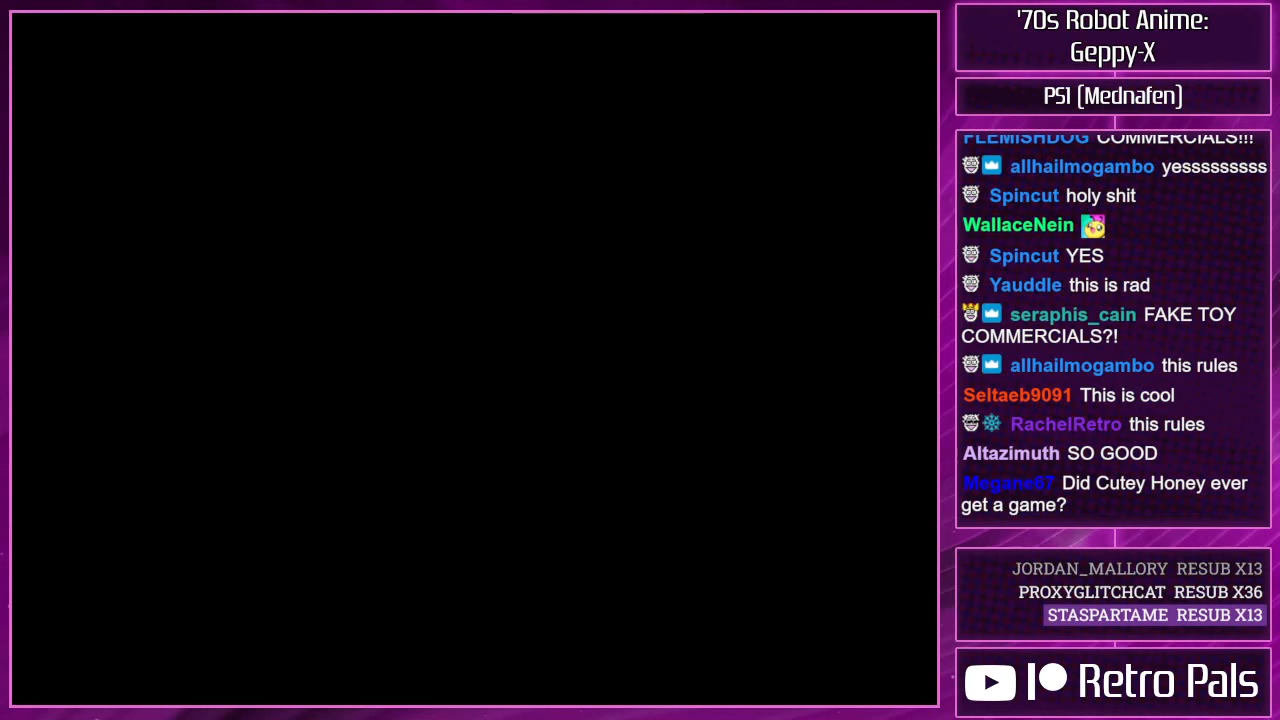 '70s Robot Anime:
Geppy-X
PS1 (Mednafen)
FLEMISHDOG COMMERCIALS!!!
allhailmogambo yesssssssss
Spincut holy shit
WallaceNein
Spincut YES
Yauddle this is rad
seraphis_cain FAKE TOY
COMMERCIALS?!
allhailmogambo this rules
Seltaeb9091 This is cool
RachelRetro this rules
Altazimuth SO GOOD
Megane67 Did Cutey Honey ever
get a game?
JORDAN_MALLORY RESUB X13
PROXYGLITCHCAT RESUB X36
STASPARTAME RESUB X13
Retro Pals